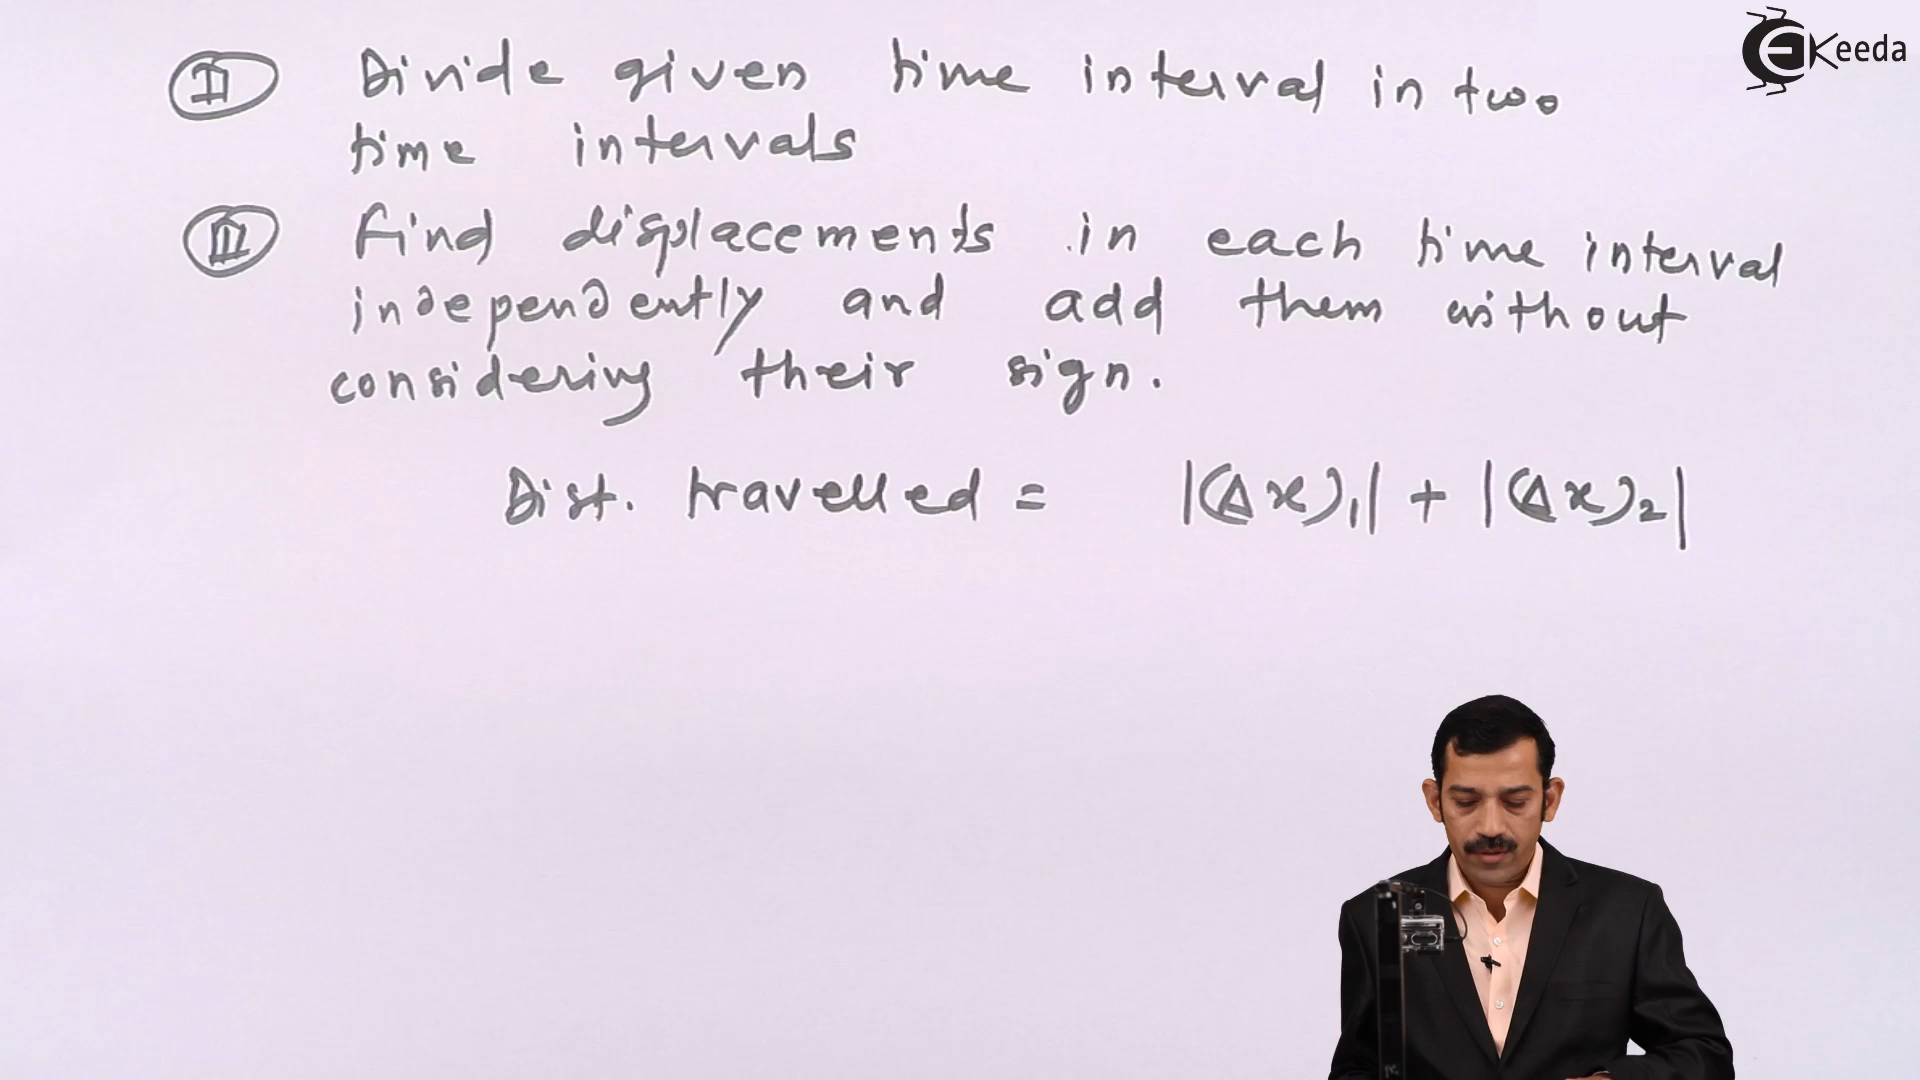 EKeeda
II Divide given time interval in two
time intervals
III Find displacements in each time interval
independently and add them without
considering their sign.
Dist. travelled = |(Δx)₁| + |(Δx)₂|